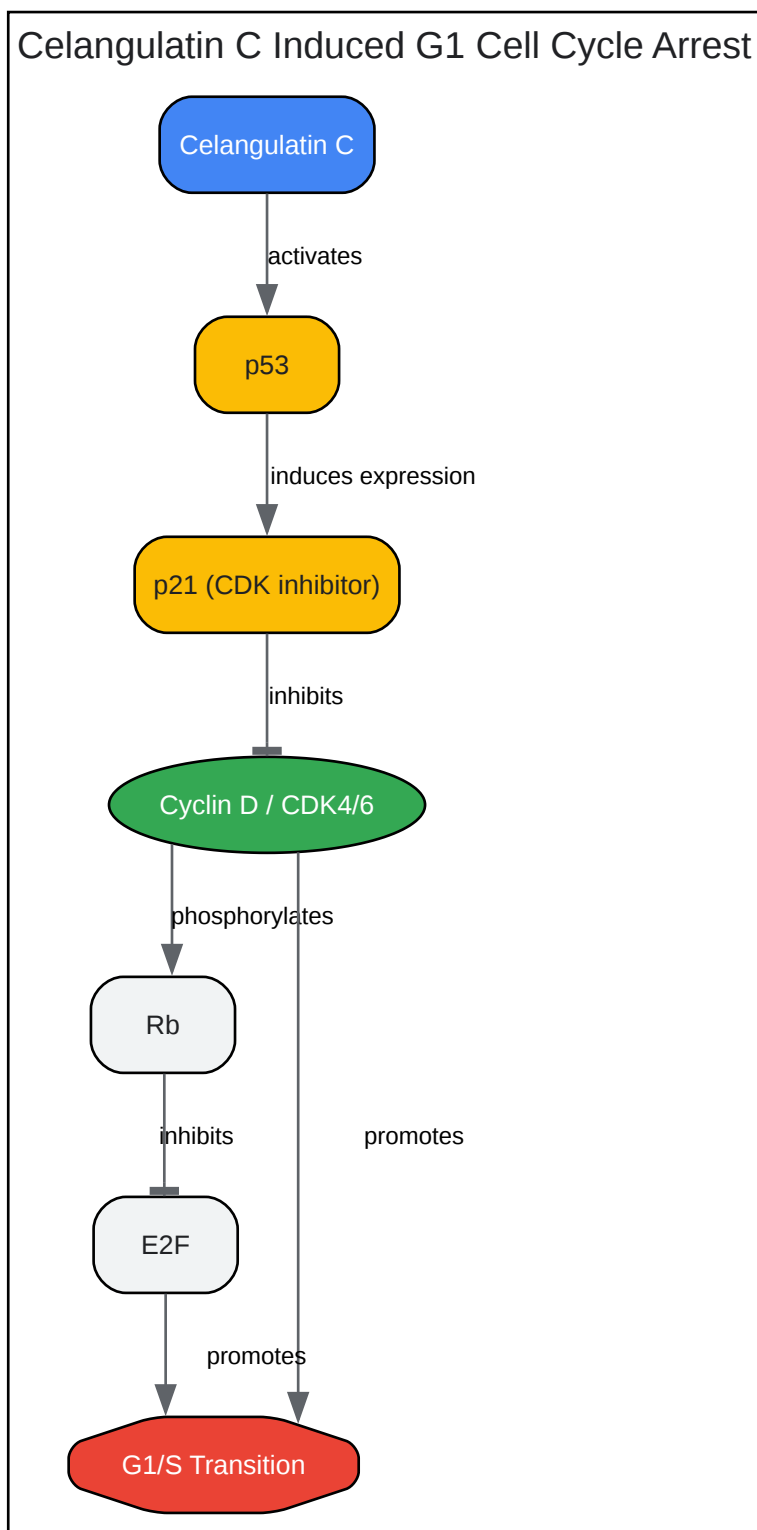 Celangulatin C Induced G1 Cell Cycle Arrest
Celangulatin C
activates
p53
induces expression
p21 (CDK inhibitor)
inhibits
Cyclin D / CDK4/6
phosphorylates
Rb
inhibits
promotes
E2F
promotes
G1/S Transition